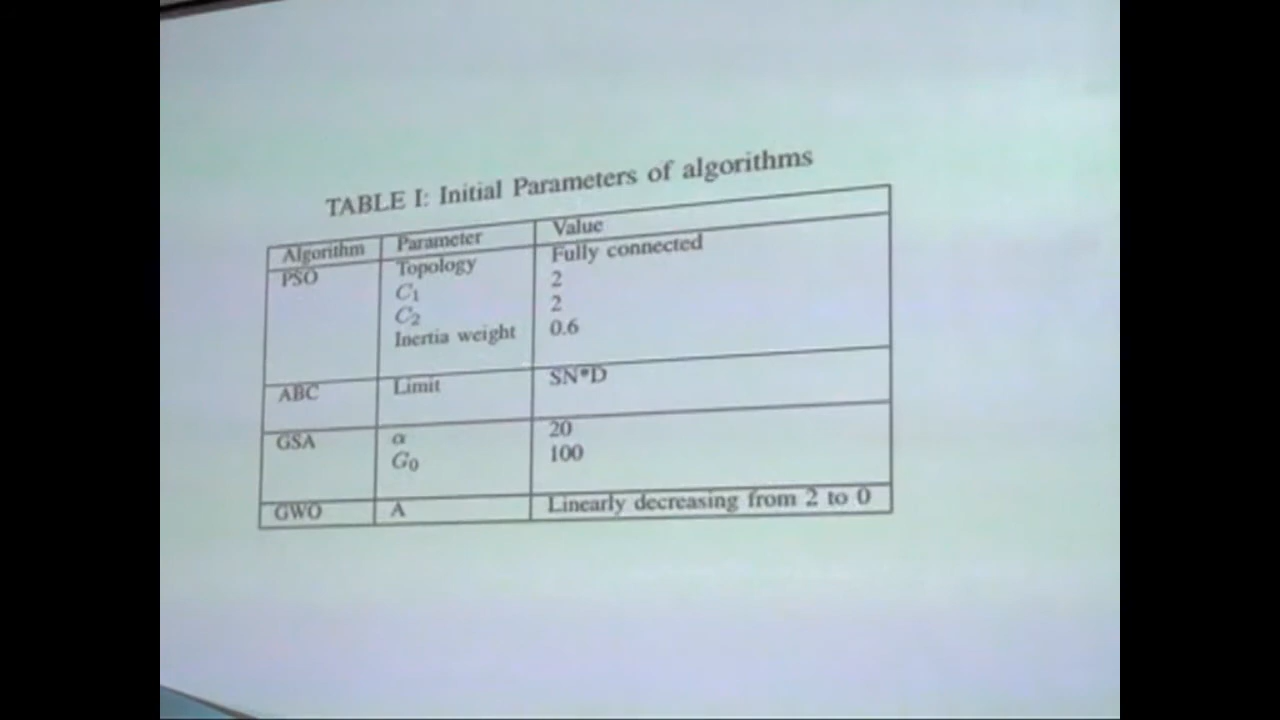 TABLE I: Initial Parameters of algorithms
Algorithm Parameter Value
PSO Topology Fully connected
C₁ 2
C₂ 2
Inertia weight 0.6
ABC Limit SN*D
GSA α 20
G₀ 100
GWO A Linearly decreasing from 2 to 0